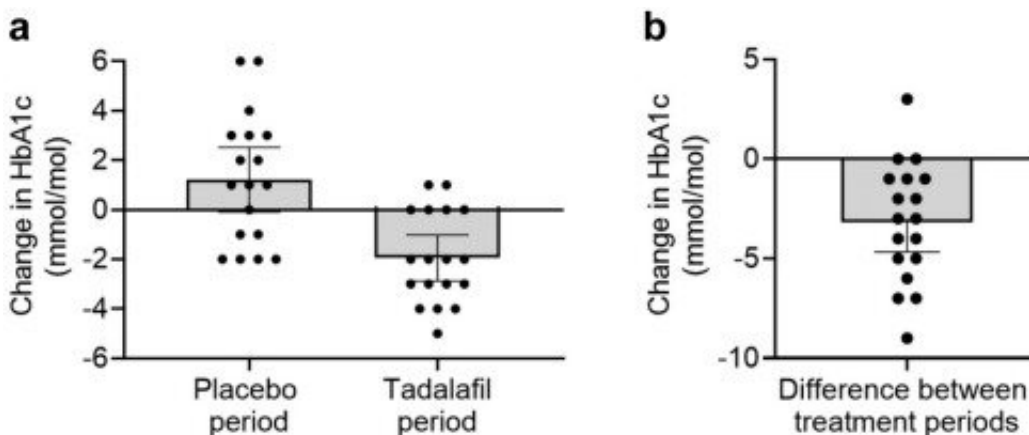 a
Change in HbA1c
(mmol/mol)
6
4
2
0
-2
-4
-6
Placebo
period
Tadalafil
period
b
Change in HbA1c
(mmol/mol)
5
0
-5
-10
Difference between
treatment periods